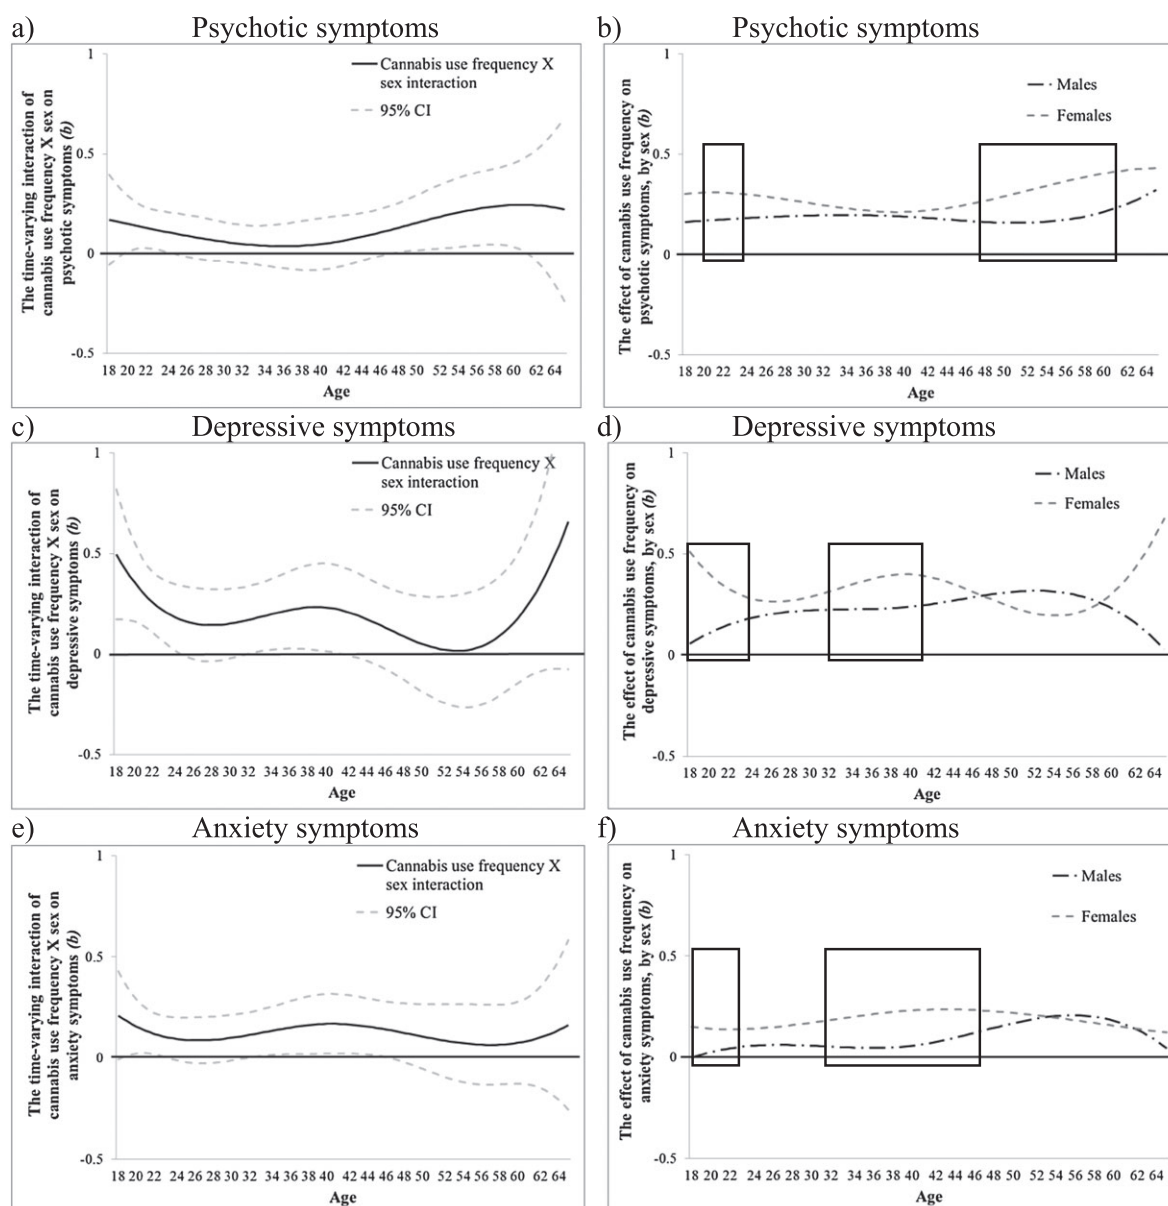 a) Psychotic symptoms
The time-varying interaction of
cannabis use frequency X sex on
psychotic symptoms (b)
1
0.5
0
-0.5
Cannabis use frequency X
sex interaction
95% CI
18 20 22 24 26 28 30 32 34 36 38 40 42 44 46 48 50 52 54 56 58 60 62 64
Age
b) Psychotic symptoms
The effect of cannabis use frequency on
psychotic symptoms, by sex (b)
1
0.5
0
-0.5
Males
Females
18 20 22 24 26 28 30 32 34 36 38 40 42 44 46 48 50 52 54 56 58 60 62 64
Age
c) Depressive symptoms
The time-varying interaction of
cannabis use frequency X sex on
depressive symptoms (b)
1
0.5
0
-0.5
Cannabis use frequency X
sex interaction
95% CI
18 20 22 24 26 28 30 32 34 36 38 40 42 44 46 48 50 52 54 56 58 60 62 64
Age
d) Depressive symptoms
The effect of cannabis use frequency on
depressive symptoms, by sex (b)
1
0.5
0
-0.5
Males
Females
18 20 22 24 26 28 30 32 34 36 38 40 42 44 46 48 50 52 54 56 58 60 62 64
Age
e) Anxiety symptoms
The time-varying interaction of
cannabis use frequency X sex on
anxiety symptoms (b)
1
0.5
0
-0.5
Cannabis use frequency X
sex interaction
95% CI
18 20 22 24 26 28 30 32 34 36 38 40 42 44 46 48 50 52 54 56 58 60 62 64
Age
f) Anxiety symptoms
The effect of cannabis use frequency on
anxiety symptoms, by sex (b)
1
0.5
0
-0.5
Males
Females
18 20 22 24 26 28 30 32 34 36 38 40 42 44 46 48 50 52 54 56 58 60 62 64
Age